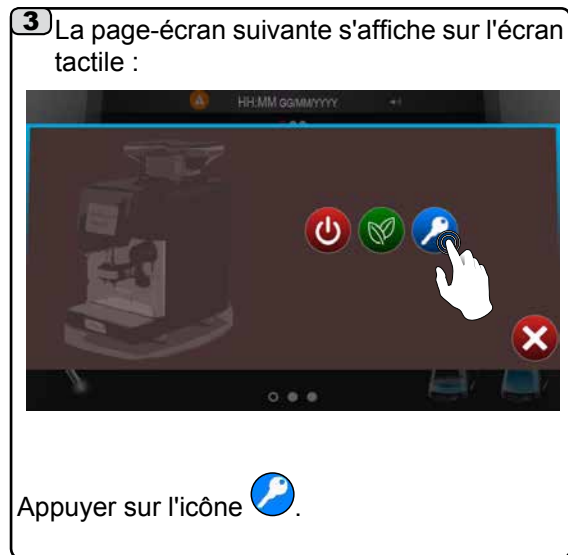 3 La page-écran suivante s'affiche sur l'écran
tactile :
HH:MM GG/MM/YYYY
Appuyer sur l'icône .